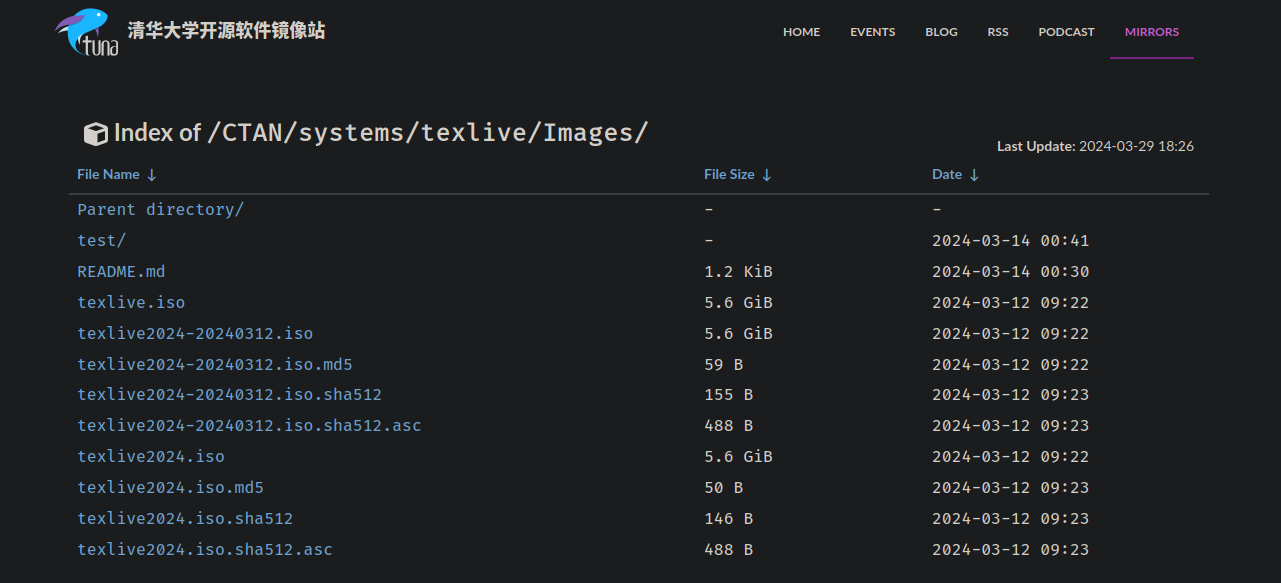 tuna 清华大学开源软件镜像站 HOME EVENTS BLOG RSS PODCAST MIRRORS
Index of /CTAN/systems/texlive/Images/
Last Update: 2024-03-29 18:26
File Name ↓ File Size ↓ Date ↓
Parent directory/ - -
test/ - 2024-03-14 00:41
README.md 1.2 KiB 2024-03-14 00:30
texlive.iso 5.6 GiB 2024-03-12 09:22
texlive2024-20240312.iso 5.6 GiB 2024-03-12 09:22
texlive2024-20240312.iso.md5 59 B 2024-03-12 09:22
texlive2024-20240312.iso.sha512 155 B 2024-03-12 09:23
texlive2024-20240312.iso.sha512.asc 488 B 2024-03-12 09:23
texlive2024.iso 5.6 GiB 2024-03-12 09:22
texlive2024.iso.md5 50 B 2024-03-12 09:23
texlive2024.iso.sha512 146 B 2024-03-12 09:23
texlive2024.iso.sha512.asc 488 B 2024-03-12 09:23